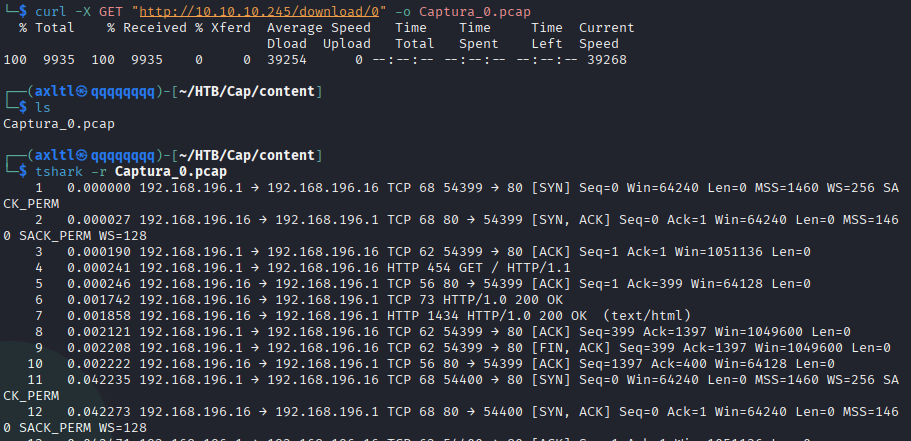 └─$ curl -X GET "http://10.10.10.245/download/0" -o Captura_0.pcap
  % Total    % Received % Xferd  Average Speed   Time    Time     Time  Current
                                 Dload  Upload   Total   Spent    Left  Speed
100  9935  100  9935    0     0  39254      0 --:--:-- --:--:-- --:--:-- 39268
┌──(axltl㉿qqqqqqqq)-[~/HTB/Cap/content]
└─$ ls
Captura_0.pcap
┌──(axltl㉿qqqqqqqq)-[~/HTB/Cap/content]
└─$ tshark -r Captura_0.pcap
    1   0.000000 192.168.196.1 → 192.168.196.16 TCP 68 54399 → 80 [SYN] Seq=0 Win=64240 Len=0 MSS=1460 WS=256 SA
CK_PERM
    2   0.000027 192.168.196.16 → 192.168.196.1 TCP 68 80 → 54399 [SYN, ACK] Seq=0 Ack=1 Win=64240 Len=0 MSS=146
0 SACK_PERM WS=128
    3   0.000190 192.168.196.1 → 192.168.196.16 TCP 62 54399 → 80 [ACK] Seq=1 Ack=1 Win=1051136 Len=0
    4   0.000241 192.168.196.1 → 192.168.196.16 HTTP 454 GET / HTTP/1.1
    5   0.000246 192.168.196.16 → 192.168.196.1 TCP 56 80 → 54399 [ACK] Seq=1 Ack=399 Win=64128 Len=0
    6   0.001742 192.168.196.16 → 192.168.196.1 TCP 73 HTTP/1.0 200 OK
    7   0.001858 192.168.196.16 → 192.168.196.1 HTTP 1434 HTTP/1.0 200 OK  (text/html)
    8   0.002121 192.168.196.1 → 192.168.196.16 TCP 62 54399 → 80 [ACK] Seq=399 Ack=1397 Win=1049600 Len=0
    9   0.002208 192.168.196.1 → 192.168.196.16 TCP 62 54399 → 80 [FIN, ACK] Seq=399 Ack=1397 Win=1049600 Len=0
   10   0.002222 192.168.196.16 → 192.168.196.1 TCP 56 80 → 54399 [ACK] Seq=1397 Ack=400 Win=64128 Len=0
   11   0.042235 192.168.196.1 → 192.168.196.16 TCP 68 54400 → 80 [SYN] Seq=0 Win=64240 Len=0 MSS=1460 WS=256 SA
CK_PERM
   12   0.042273 192.168.196.16 → 192.168.196.1 TCP 68 80 → 54400 [SYN, ACK] Seq=0 Ack=1 Win=64240 Len=0 MSS=146
0 SACK_PERM WS=128